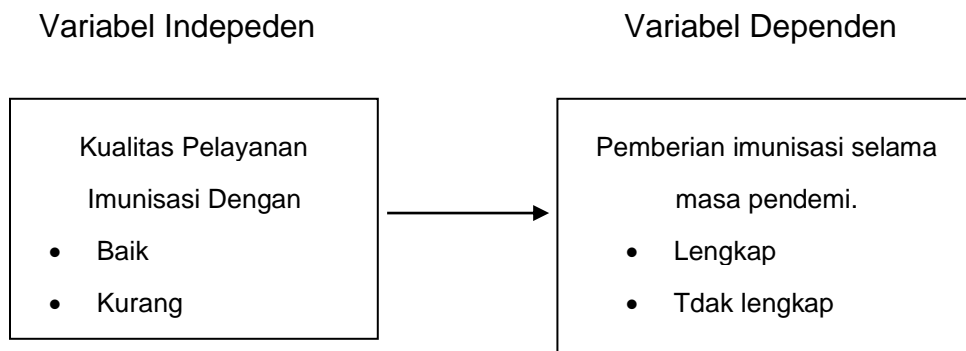 Variabel Indepeden
Variabel Dependen
Kualitas Pelayanan
Imunisasi Dengan
• Baik
• Kurang
Pemberian imunisasi selama
masa pendemi.
• Lengkap
• Tdak lengkap